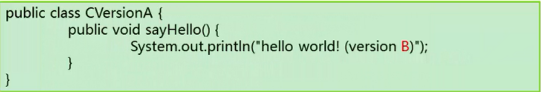 public class CVersionA {
public void sayHello() {
System.out.println("hello world! (version B)");
}
}